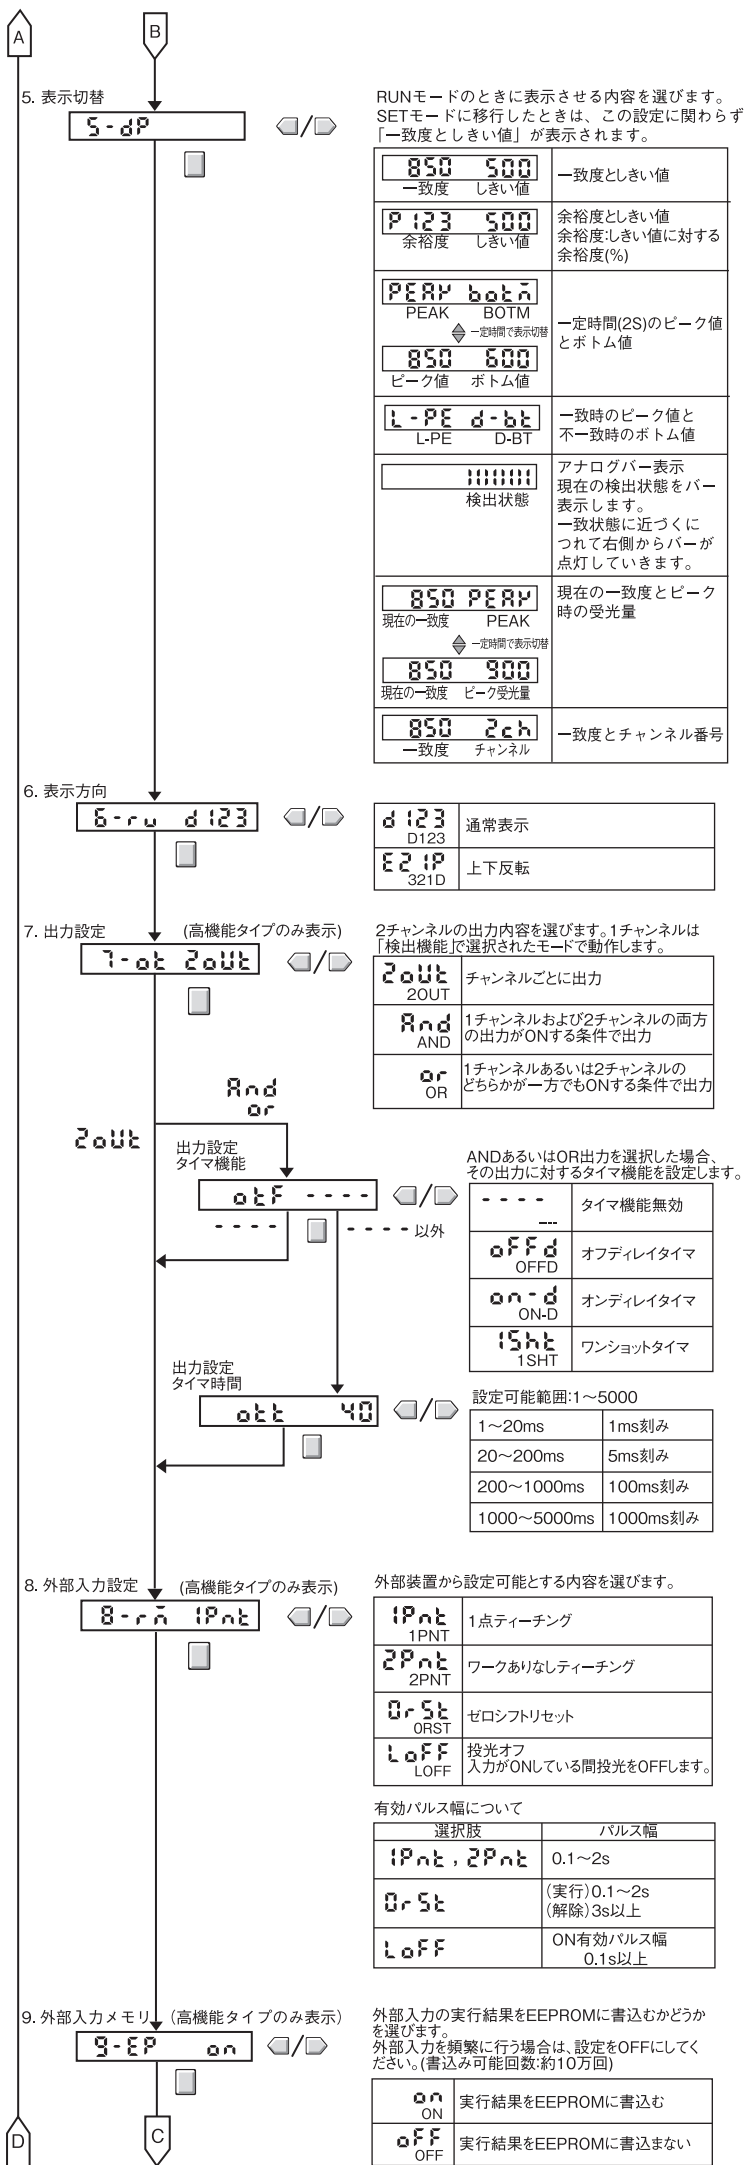 A
B
5. 表示切替
5-dP
RUNモードのときに表示させる内容を選びます。
SETモードに移行したときは、この設定に関わらず
「一致度としきい値」が表示されます。
850 500
一致度 しきい値
一致度としきい値
P123 500
余裕度 しきい値
余裕度としきい値
余裕度:しきい値に対する
余裕度(%)
PEAK botm
PEAK BOTM
一定時間で表示切替
850 600
ピーク値 ボトム値
一定時間(2S)のピーク値
とボトム値
L-PE d-bt
L-PE D-BT
一致時のピーク値と
不一致時のボトム値
検出状態
アナログバー表示
現在の検出状態をバー
表示します。
一致状態に近づくに
つれて右側からバーが
点灯していきます。
850 PEAK
現在の一致度 PEAK
一定時間で表示切替
850 900
現在の一致度 ピーク受光量
現在の一致度とピーク
時の受光量
850 2ch
一致度 チャンネル
一致度とチャンネル番号
6. 表示方向
6-ru d123
d123
D123
通常表示
321D
上下反転
7. 出力設定 (高機能タイプのみ表示)
7-ot 2oUt
2チャンネルの出力内容を選びます。1チャンネルは
「検出機能」で選択されたモードで動作します。
2oUt
2OUT
チャンネルごとに出力
And
AND
1チャンネルおよび2チャンネルの両方
の出力がONする条件で出力
or
OR
1チャンネルあるいは2チャンネルの
どちらかが一方でもONする条件で出力
And
or
2oUt
出力設定
タイマ機能
otF ----
---- ----以外
ANDあるいはOR出力を選択した場合、
その出力に対するタイマ機能を設定します。
----
---
タイマ機能無効
oFFd
OFFD
オフディレイタイマ
on-d
ON-D
オンディレイタイマ
1Sht
1SHT
ワンショットタイマ
出力設定
タイマ時間
ott 40
設定可能範囲:1～5000
1～20ms 1ms刻み
20～200ms 5ms刻み
200～1000ms 100ms刻み
1000～5000ms 1000ms刻み
8. 外部入力設定 (高機能タイプのみ表示)
8-rm 1Pnt
外部装置から設定可能とする内容を選びます。
1Pnt
1PNT
1点ティーチング
2Pnt
2PNT
ワークありなしティーチング
0rSt
0RST
ゼロシフトリセット
LoFF
LOFF
投光オフ
入力がONしている間投光をOFFします。
有効パルス幅について
選択肢 パルス幅
1Pnt , 2Pnt 0.1～2s
0rSt
(実行)0.1～2s
(解除)3s以上
LoFF
ON有効パルス幅
0.1s以上
9. 外部入力メモリ (高機能タイプのみ表示)
9-EP on
外部入力の実行結果をEEPROMに書込むかどうか
を選びます。
外部入力を頻繁に行う場合は、設定をOFFにしてく
ださい。(書込み可能回数:約10万回)
on
ON
実行結果をEEPROMに書込む
oFF
OFF
実行結果をEEPROMに書込まない
D
C